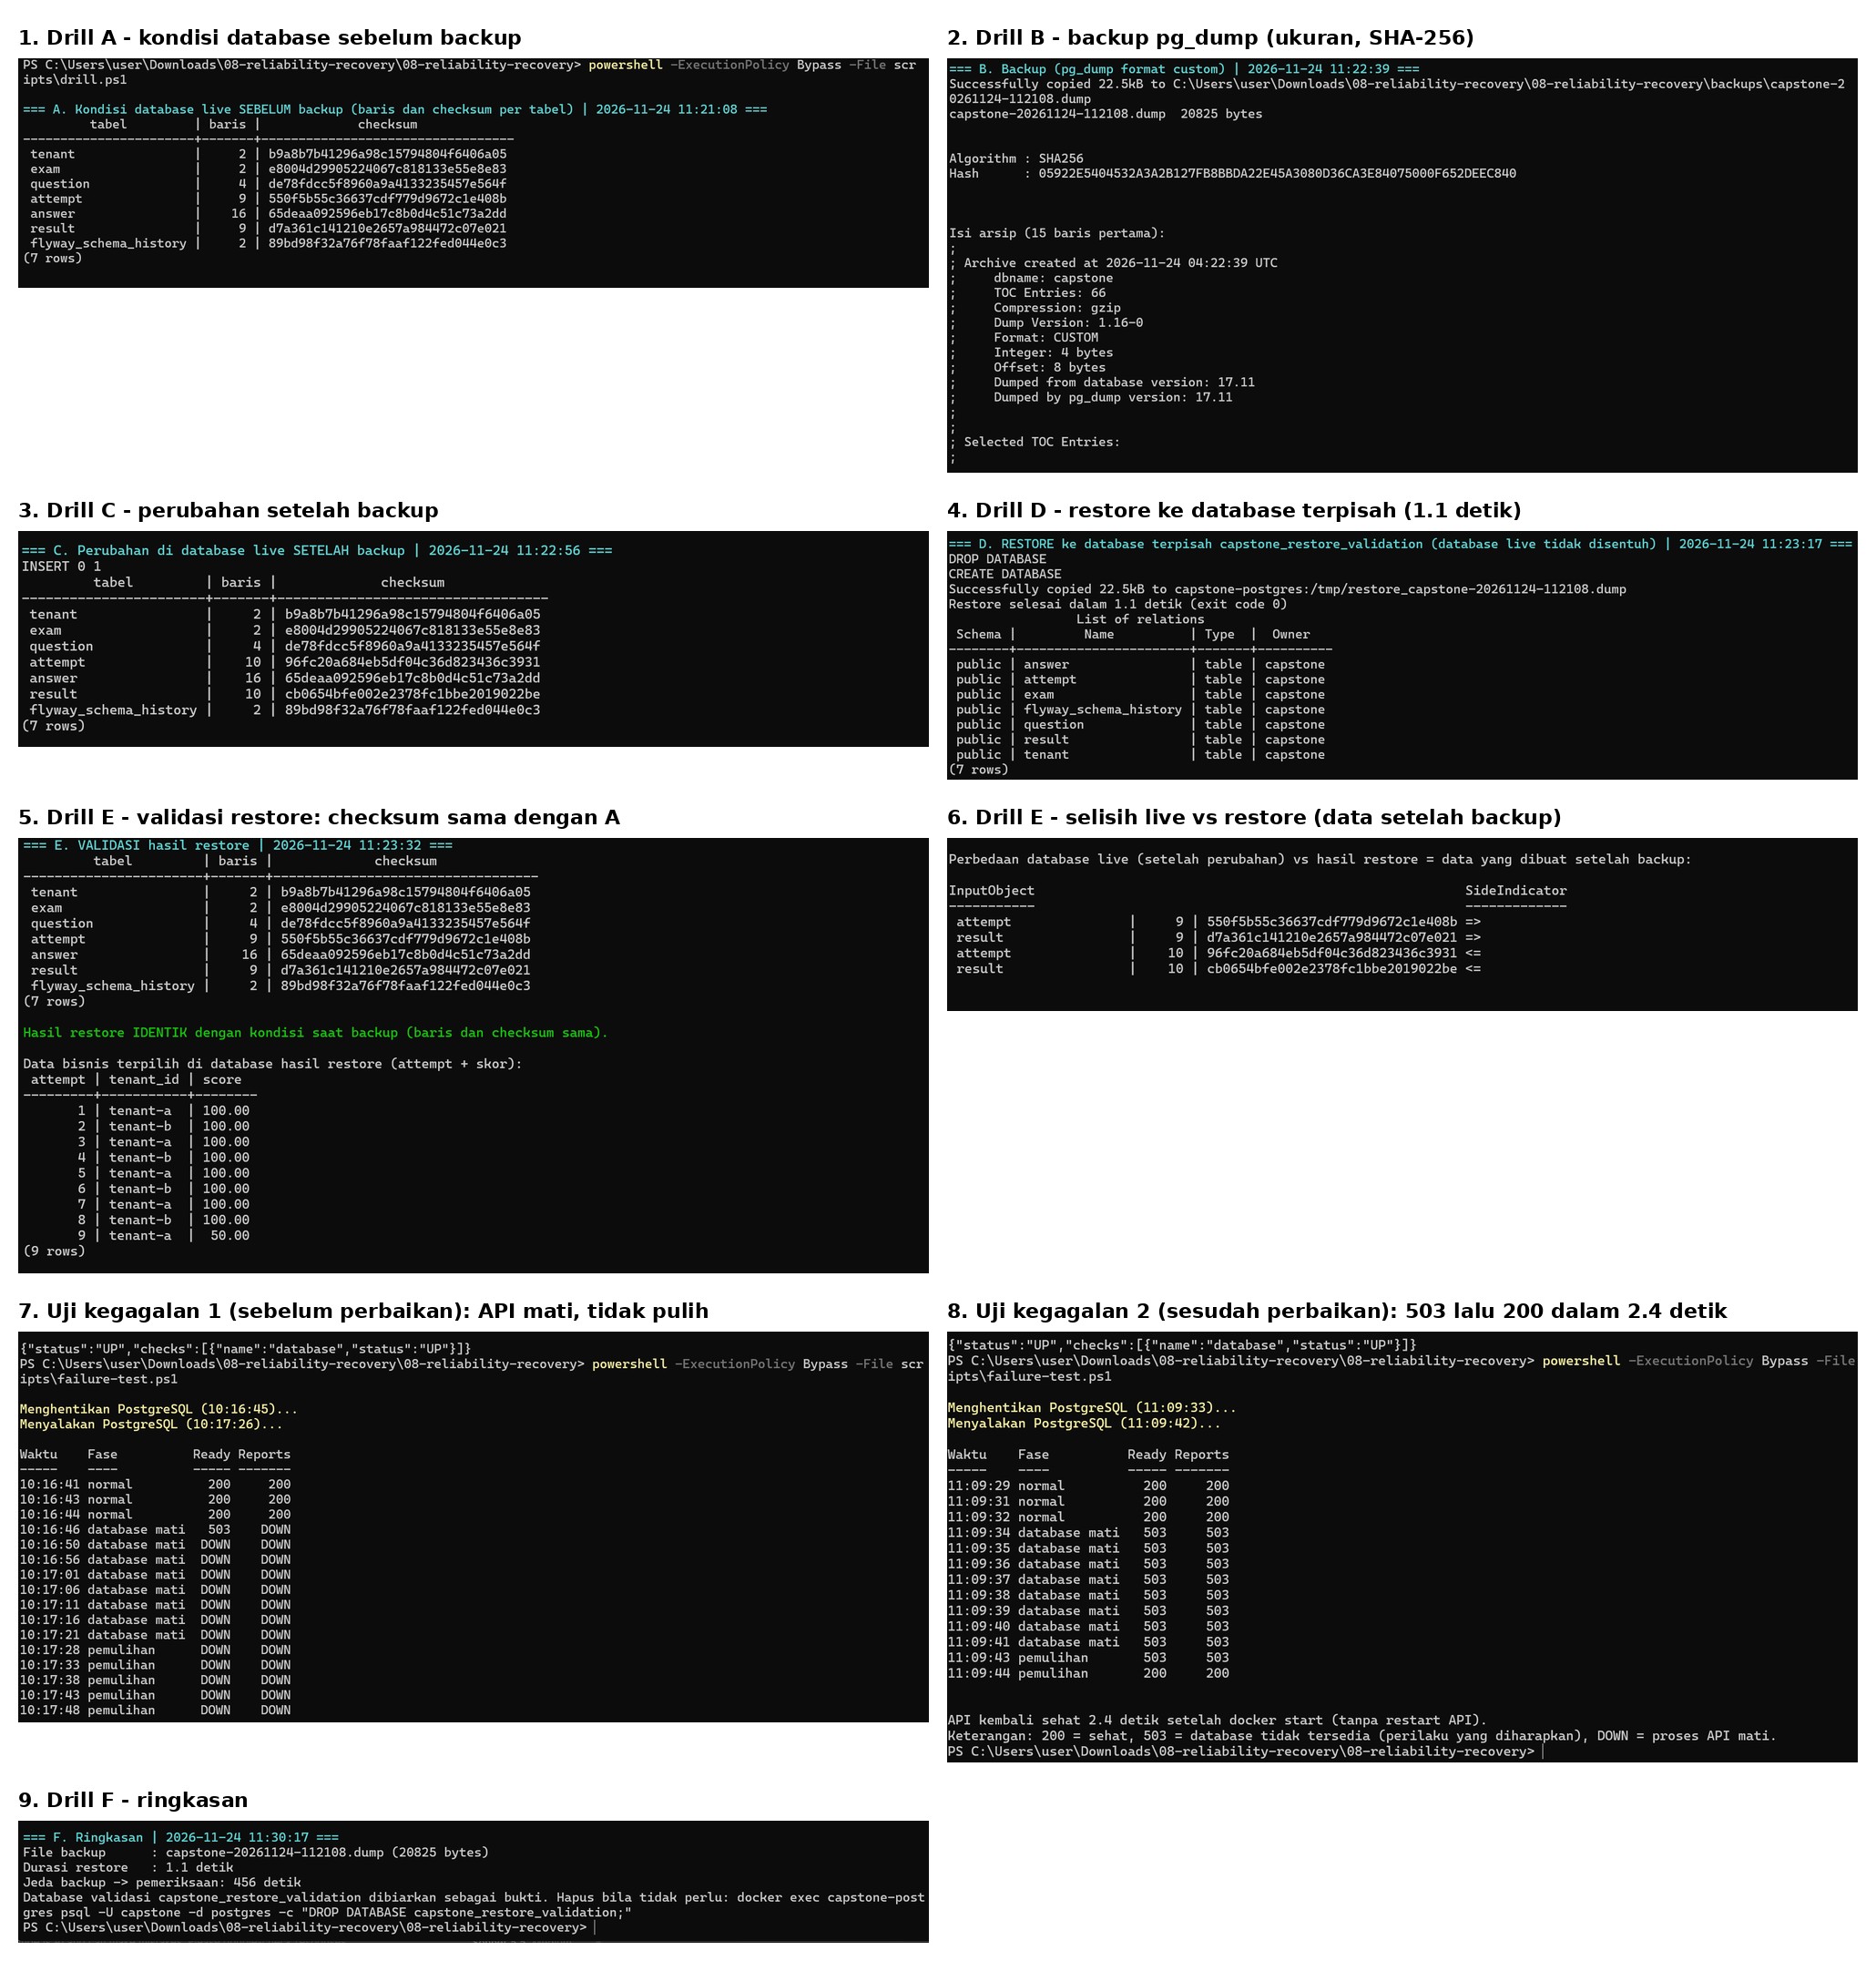 1. Drill A - kondisi database sebelum backup
PS C:\Users\user\Downloads\08-reliability-recovery\08-reliability-recovery> powershell -ExecutionPolicy Bypass -File scr
ipts\drill.ps1
=== A. Kondisi database live SEBELUM backup (baris dan checksum per tabel) | 2026-11-24 11:21:08 ===
tabel | baris | checksum
-----------------------+-------+----------------------------------
tenant | 2 | b9a8b7b41296a98c15794804f6406a05
exam | 2 | e8004d29905224067c818133e55e8e83
question | 4 | de78fdcc5f8960a9a4133235457e564f
attempt | 9 | 550f5b55c36637cdf779d9672c1e408b
answer | 16 | 65deaa092596eb17c8b0d4c51c73a2dd
result | 9 | d7a361c141210e2657a984472c07e021
flyway_schema_history | 2 | 89bd98f32a76f78faaf122fed044e0c3
(7 rows)
2. Drill B - backup pg_dump (ukuran, SHA-256)
=== B. Backup (pg_dump format custom) | 2026-11-24 11:22:39 ===
Successfully copied 22.5kB to C:\Users\user\Downloads\08-reliability-recovery\08-reliability-recovery\backups\capstone-2
0261124-112108.dump
capstone-20261124-112108.dump 20825 bytes
Algorithm : SHA256
Hash : 05922E5404532A3A2B127FB8BBDA22E45A3080D36CA3E84075000F652DEEC840
Isi arsip (15 baris pertama):
;
; Archive created at 2026-11-24 04:22:39 UTC
; dbname: capstone
; TOC Entries: 66
; Compression: gzip
; Dump Version: 1.16-0
; Format: CUSTOM
; Integer: 4 bytes
; Offset: 8 bytes
; Dumped from database version: 17.11
; Dumped by pg_dump version: 17.11
;
;
; Selected TOC Entries:
;
3. Drill C - perubahan setelah backup
=== C. Perubahan di database live SETELAH backup | 2026-11-24 11:22:56 ===
INSERT 0 1
tabel | baris | checksum
-----------------------+-------+----------------------------------
tenant | 2 | b9a8b7b41296a98c15794804f6406a05
exam | 2 | e8004d29905224067c818133e55e8e83
question | 4 | de78fdcc5f8960a9a4133235457e564f
attempt | 10 | 96fc20a684eb5df04c36d823436c3931
answer | 16 | 65deaa092596eb17c8b0d4c51c73a2dd
result | 10 | cb0654bfe002e2378fc1bbe2019022be
flyway_schema_history | 2 | 89bd98f32a76f78faaf122fed044e0c3
(7 rows)
4. Drill D - restore ke database terpisah (1.1 detik)
=== D. RESTORE ke database terpisah capstone_restore_validation (database live tidak disentuh) | 2026-11-24 11:23:17 ===
DROP DATABASE
CREATE DATABASE
Successfully copied 22.5kB to capstone-postgres:/tmp/restore_capstone-20261124-112108.dump
Restore selesai dalam 1.1 detik (exit code 0)
List of relations
Schema | Name | Type | Owner
--------+-----------------------+-------+----------
public | answer | table | capstone
public | attempt | table | capstone
public | exam | table | capstone
public | flyway_schema_history | table | capstone
public | question | table | capstone
public | result | table | capstone
public | tenant | table | capstone
(7 rows)
5. Drill E - validasi restore: checksum sama dengan A
=== E. VALIDASI hasil restore | 2026-11-24 11:23:32 ===
tabel | baris | checksum
-----------------------+-------+----------------------------------
tenant | 2 | b9a8b7b41296a98c15794804f6406a05
exam | 2 | e8004d29905224067c818133e55e8e83
question | 4 | de78fdcc5f8960a9a4133235457e564f
attempt | 9 | 550f5b55c36637cdf779d9672c1e408b
answer | 16 | 65deaa092596eb17c8b0d4c51c73a2dd
result | 9 | d7a361c141210e2657a984472c07e021
flyway_schema_history | 2 | 89bd98f32a76f78faaf122fed044e0c3
(7 rows)
Hasil restore IDENTIK dengan kondisi saat backup (baris dan checksum sama).
Data bisnis terpilih di database hasil restore (attempt + skor):
attempt | tenant_id | score
---------+-----------+--------
1 | tenant-a | 100.00
2 | tenant-b | 100.00
3 | tenant-a | 100.00
4 | tenant-b | 100.00
5 | tenant-a | 100.00
6 | tenant-b | 100.00
7 | tenant-a | 100.00
8 | tenant-b | 100.00
9 | tenant-a | 50.00
(9 rows)
6. Drill E - selisih live vs restore (data setelah backup)
Perbedaan database live (setelah perubahan) vs hasil restore = data yang dibuat setelah backup:
InputObject SideIndicator
----------- -------------
attempt | 9 | 550f5b55c36637cdf779d9672c1e408b =>
result | 9 | d7a361c141210e2657a984472c07e021 =>
attempt | 10 | 96fc20a684eb5df04c36d823436c3931 <=
result | 10 | cb0654bfe002e2378fc1bbe2019022be <=
7. Uji kegagalan 1 (sebelum perbaikan): API mati, tidak pulih
{"status":"UP","checks":[{"name":"database","status":"UP"}]}
PS C:\Users\user\Downloads\08-reliability-recovery\08-reliability-recovery> powershell -ExecutionPolicy Bypass -File scr
ipts\failure-test.ps1
Menghentikan PostgreSQL (10:16:45)...
Menyalakan PostgreSQL (10:17:26)...
Waktu Fase Ready Reports
----- ---- ----- -------
10:16:41 normal 200 200
10:16:43 normal 200 200
10:16:44 normal 200 200
10:16:46 database mati 503 DOWN
10:16:50 database mati DOWN DOWN
10:16:56 database mati DOWN DOWN
10:17:01 database mati DOWN DOWN
10:17:06 database mati DOWN DOWN
10:17:11 database mati DOWN DOWN
10:17:16 database mati DOWN DOWN
10:17:21 database mati DOWN DOWN
10:17:28 pemulihan DOWN DOWN
10:17:33 pemulihan DOWN DOWN
10:17:38 pemulihan DOWN DOWN
10:17:43 pemulihan DOWN DOWN
10:17:48 pemulihan DOWN DOWN
8. Uji kegagalan 2 (sesudah perbaikan): 503 lalu 200 dalam 2.4 detik
{"status":"UP","checks":[{"name":"database","status":"UP"}]}
PS C:\Users\user\Downloads\08-reliability-recovery\08-reliability-recovery> powershell -ExecutionPolicy Bypass -File
ipts\failure-test.ps1
Menghentikan PostgreSQL (11:09:33)...
Menyalakan PostgreSQL (11:09:42)...
Waktu Fase Ready Reports
----- ---- ----- -------
11:09:29 normal 200 200
11:09:31 normal 200 200
11:09:32 normal 200 200
11:09:34 database mati 503 503
11:09:35 database mati 503 503
11:09:36 database mati 503 503
11:09:37 database mati 503 503
11:09:38 database mati 503 503
11:09:39 database mati 503 503
11:09:40 database mati 503 503
11:09:41 database mati 503 503
11:09:43 pemulihan 503 503
11:09:44 pemulihan 200 200
API kembali sehat 2.4 detik setelah docker start (tanpa restart API).
Keterangan: 200 = sehat, 503 = database tidak tersedia (perilaku yang diharapkan), DOWN = proses API mati.
PS C:\Users\user\Downloads\08-reliability-recovery\08-reliability-recovery>
9. Drill F - ringkasan
=== F. Ringkasan | 2026-11-24 11:30:17 ===
File backup : capstone-20261124-112108.dump (20825 bytes)
Durasi restore : 1.1 detik
Jeda backup -> pemeriksaan: 456 detik
Database validasi capstone_restore_validation dibiarkan sebagai bukti. Hapus bila tidak perlu: docker exec capstone-post
gres psql -U capstone -d postgres -c "DROP DATABASE capstone_restore_validation;"
PS C:\Users\user\Downloads\08-reliability-recovery\08-reliability-recovery>